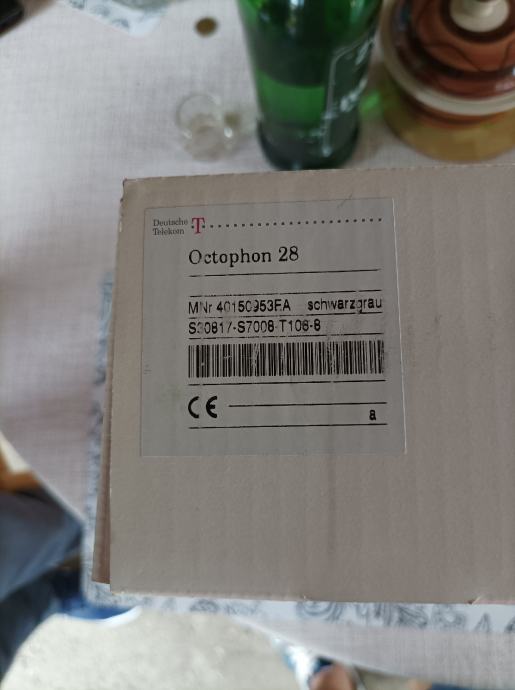 Deutsche
Telekom T
Octophon 28
MNr 40150953FA schwarzgrau
S30817-S7008-T106-8
CE
a